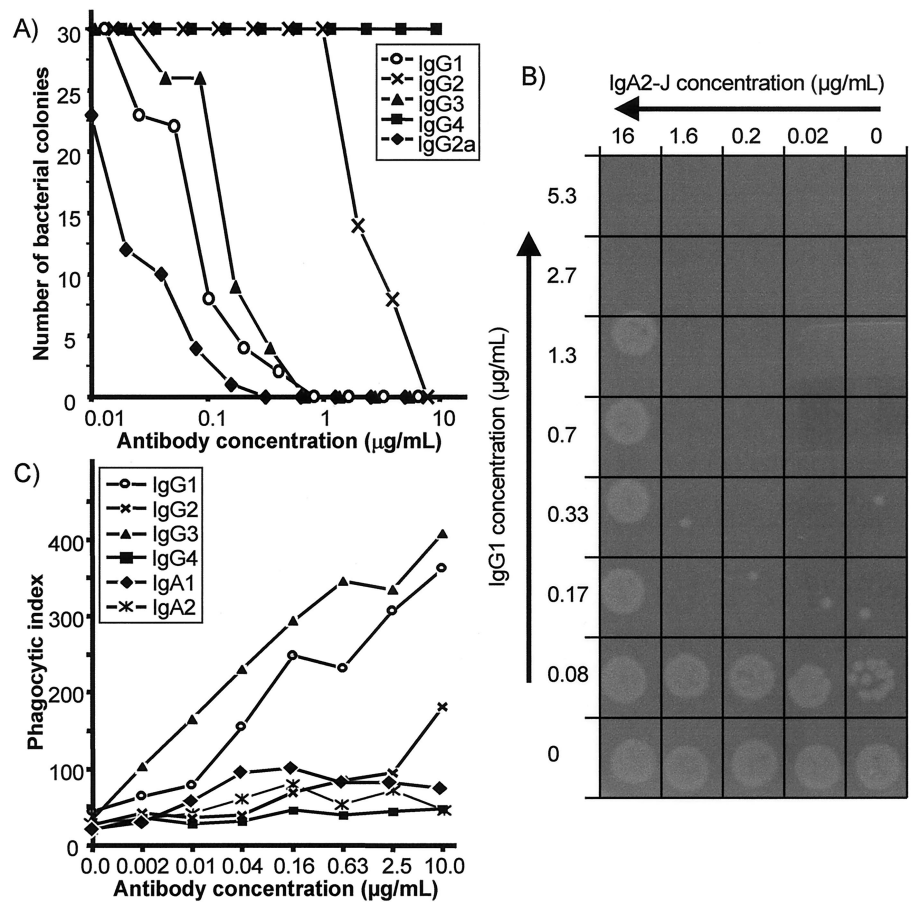 A)
Number of bacterial colonies
30
25
20
15
10
5
0
IgG1
IgG2
IgG3
IgG4
IgG2a
0.01 0.1 1 10
Antibody concentration (μg/mL)
B)
IgA2-J concentration (μg/mL)
16 1.6 0.2 0.02 0
IgG1 concentration (μg/mL)
5.3
2.7
1.3
0.7
0.33
0.17
0.08
0
C)
Phagocytic index
400
300
200
100
0
IgG1
IgG2
IgG3
IgG4
IgA1
IgA2
0.0 0.002 0.01 0.04 0.16 0.63 2.5 10.0
Antibody concentration (μg/mL)